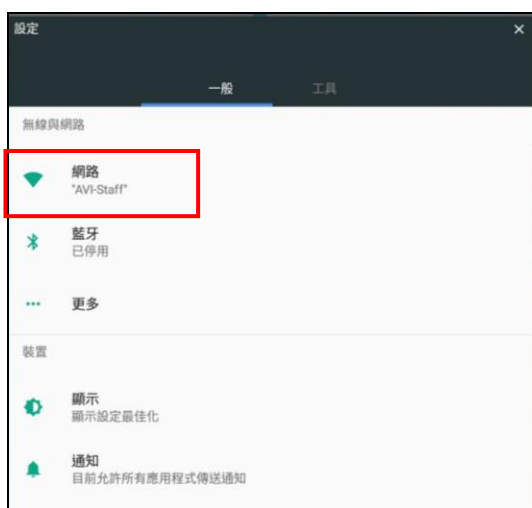 設定
一般 工具
無線與網路
網路
"AVI-Staff"
藍牙
已停用
更多
裝置
顯示
顯示設定最佳化
通知
目前允許所有應用程式傳送通知